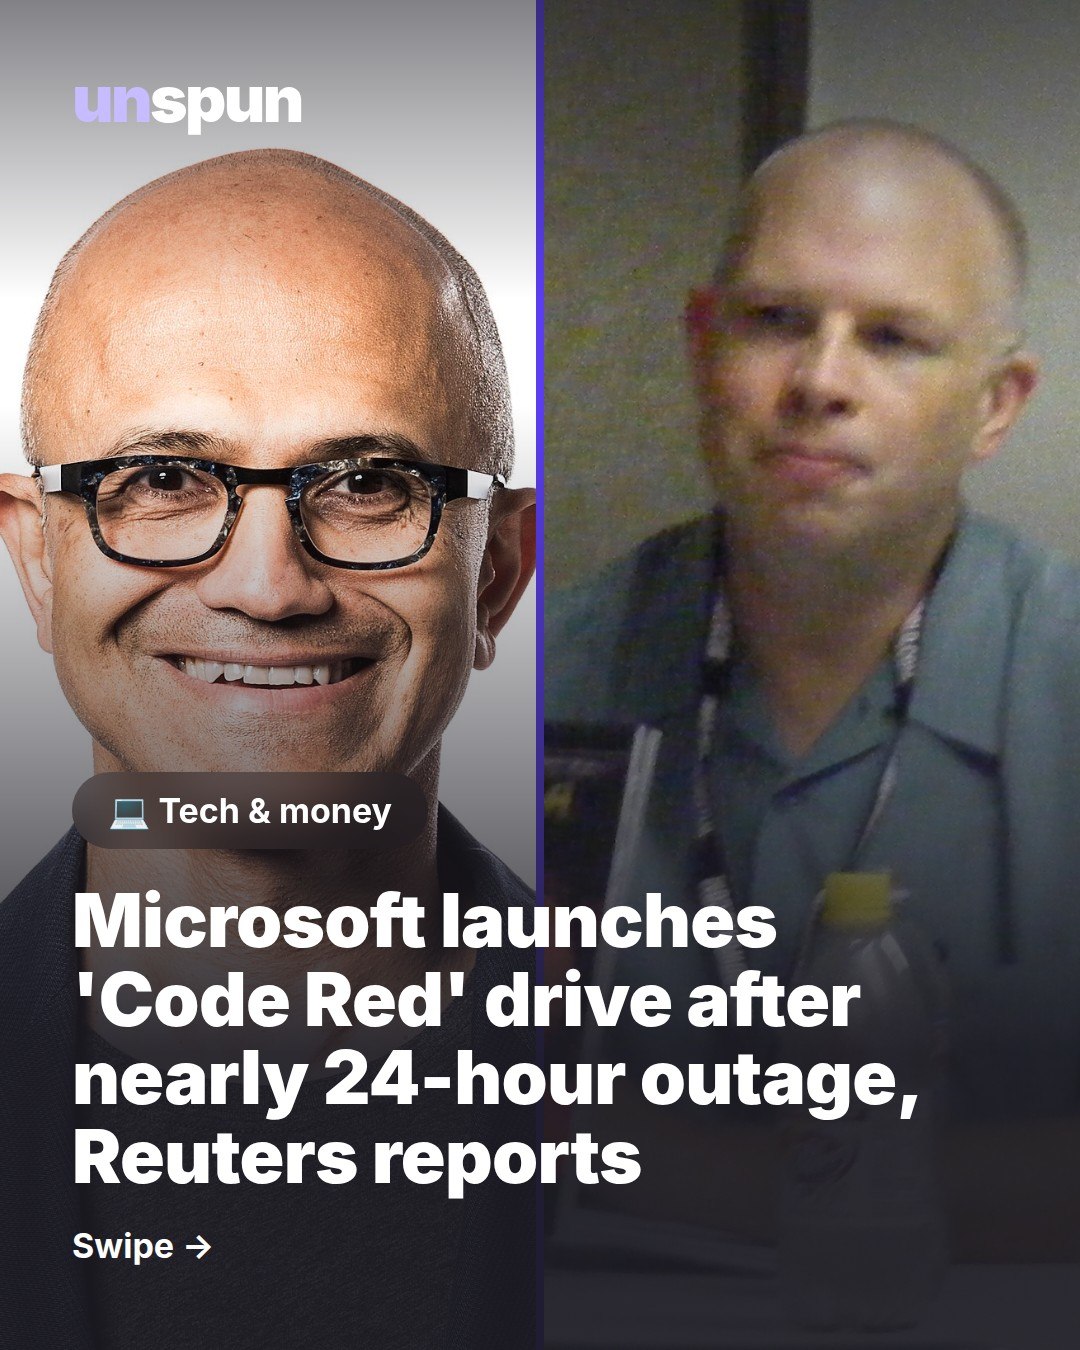 unspun
💻 Tech & money
Microsoft launches
'Code Red' drive after
nearly 24-hour outage,
Reuters reports
Swipe →